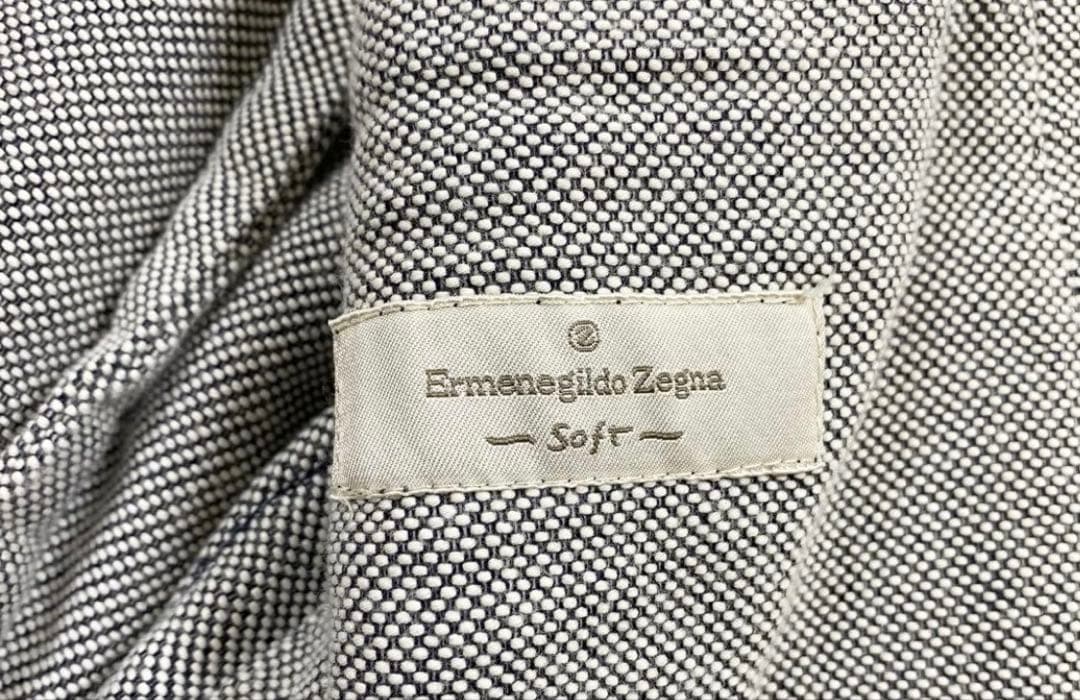 Ermenegildo Zegna
~ Soft ~